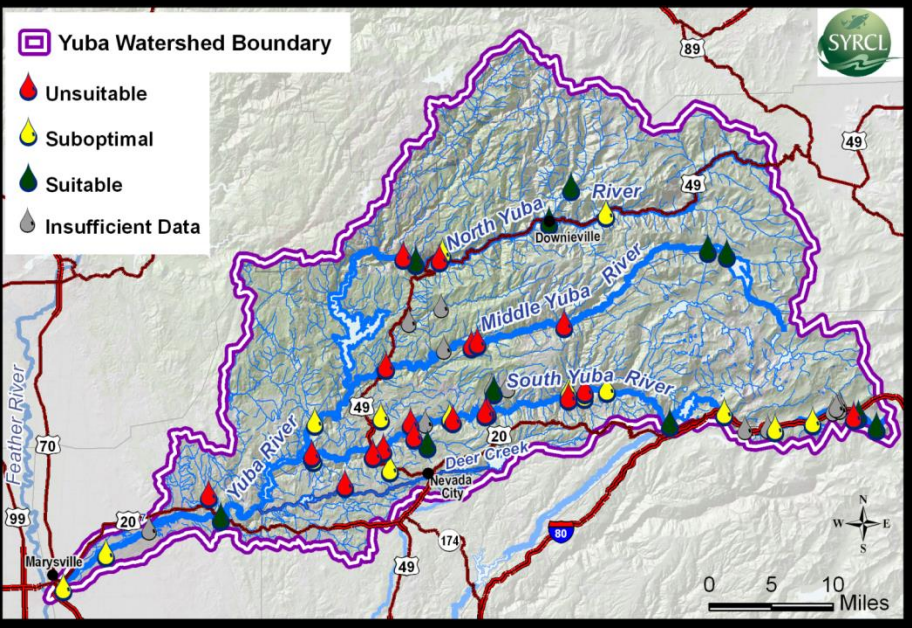 Yuba Watershed Boundary
Unsuitable
Suboptimal
Suitable
Insufficient Data
SYRCL
89
49
49
North Yuba River
Downieville
Middle Yuba River
South Yuba River
49
20
Yuba River
Deer Creek
Nevada
City
Feather River
70
99
20
Marysville
49
174
80
N
W E
S
0 5 10
Miles